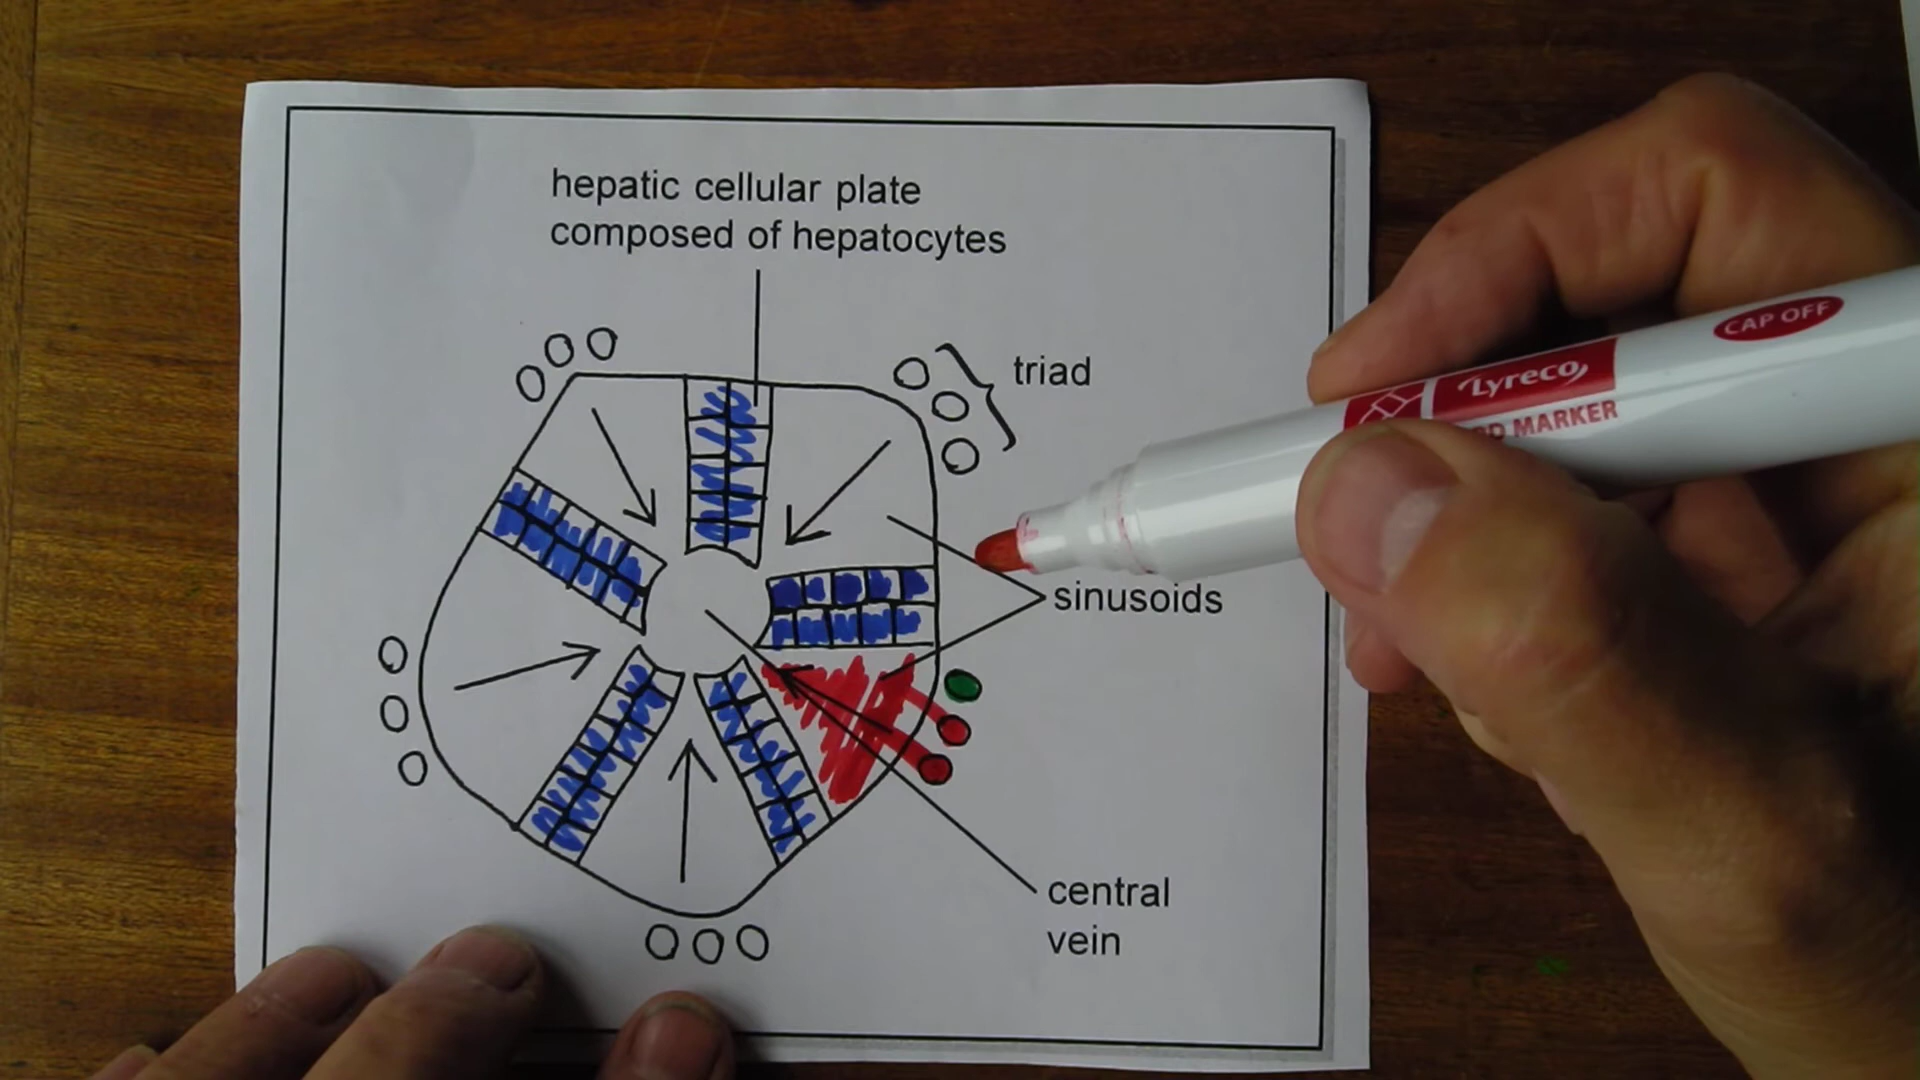 hepatic cellular plate
composed of hepatocytes
triad
CAP OFF
Lyreco
MARKER
sinusoids
central
vein